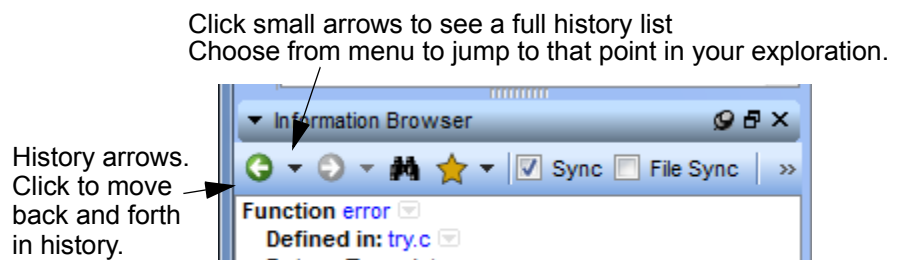 Click small arrows to see a full history list
Choose from menu to jump to that point in your exploration.
Information Browser
History arrows.
Click to move
back and forth
in history.
Sync File Sync »
Function error
Defined in: try.c